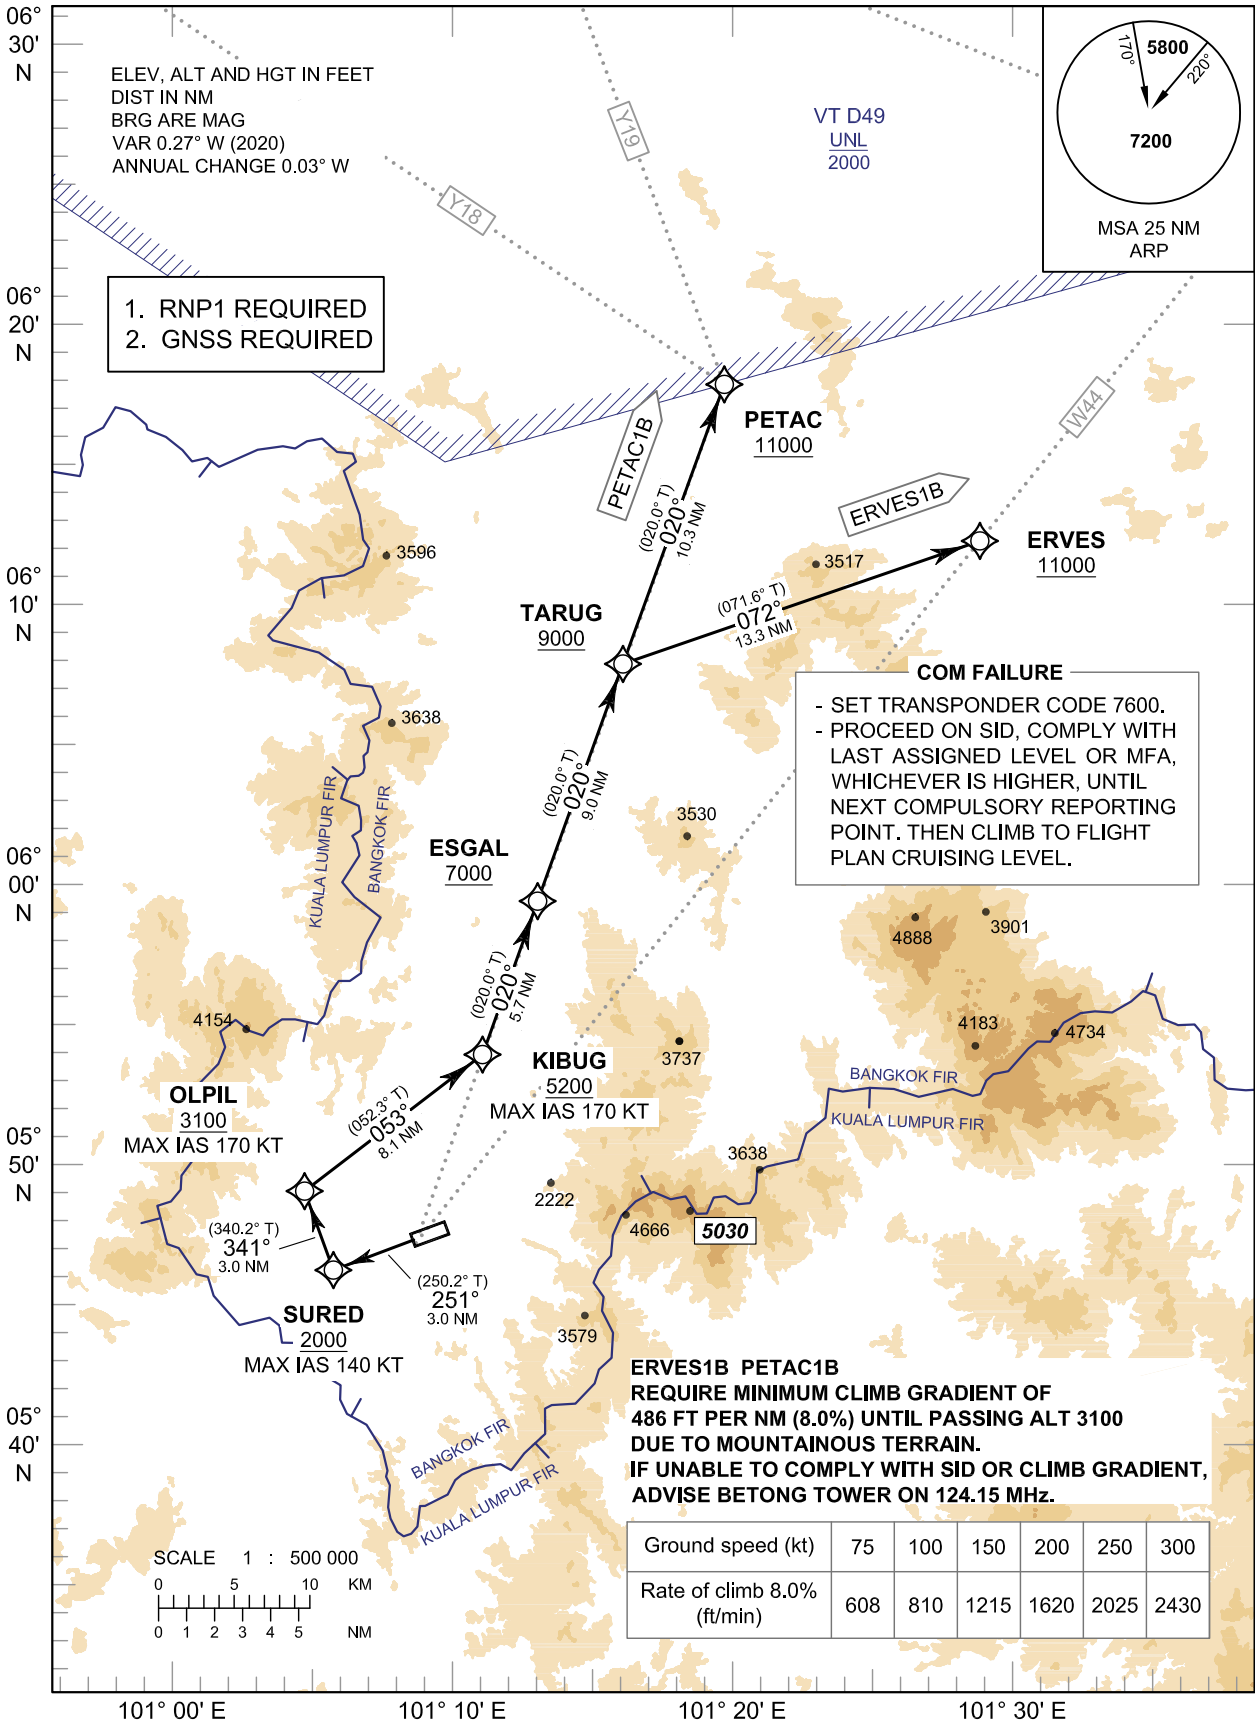 06°
30'
N
ELEV, ALT AND HGT IN FEET
DIST IN NM
BRG ARE MAG
VAR 0.27° W (2020)
ANNUAL CHANGE 0.03° W
Y19
Y18
VT D49
UNL
2000
170°
5800
220°
7200
MSA 25 NM
ARP
1. RNP1 REQUIRED
2. GNSS REQUIRED
06°
20'
N
PETAC
11000
PETAC1B
W44
ERVES1B
(020.0° T)
020°
10.3 NM
ERVES
11000
3596
3517
06°
10'
N
TARUG
9000
(071.6° T)
072°
13.3 NM
COM FAILURE
- SET TRANSPONDER CODE 7600.
- PROCEED ON SID, COMPLY WITH
LAST ASSIGNED LEVEL OR MFA,
WHICHEVER IS HIGHER, UNTIL
NEXT COMPULSORY REPORTING
POINT. THEN CLIMB TO FLIGHT
PLAN CRUISING LEVEL.
3638
KUALA LUMPUR FIR
BANGKOK FIR
(020.0° T)
020°
9.0 NM
3530
ESGAL
7000
06°
00'
N
4888
3901
(020.0° T)
020°
5.7 NM
4154
4183
4734
3737
KIBUG
5200
MAX IAS 170 KT
BANGKOK FIR
KUALA LUMPUR FIR
OLPIL
3100
MAX IAS 170 KT
(052.3° T)
053°
8.1 NM
05°
50'
N
3638
2222
4666
5030
(340.2° T)
341°
3.0 NM
(250.2° T)
251°
3.0 NM
SURED
2000
MAX IAS 140 KT
3579
ERVES1B PETAC1B
REQUIRE MINIMUM CLIMB GRADIENT OF
486 FT PER NM (8.0%) UNTIL PASSING ALT 3100
DUE TO MOUNTAINOUS TERRAIN.
IF UNABLE TO COMPLY WITH SID OR CLIMB GRADIENT,
ADVISE BETONG TOWER ON 124.15 MHz.
05°
40'
N
BANGKOK FIR
KUALA LUMPUR FIR
SCALE 1 : 500 000
0 5 10 KM
0 1 2 3 4 5 NM
Ground speed (kt) 75 100 150 200 250 300
Rate of climb 8.0%
(ft/min) 608 810 1215 1620 2025 2430
101° 00' E 101° 10' E 101° 20' E 101° 30' E